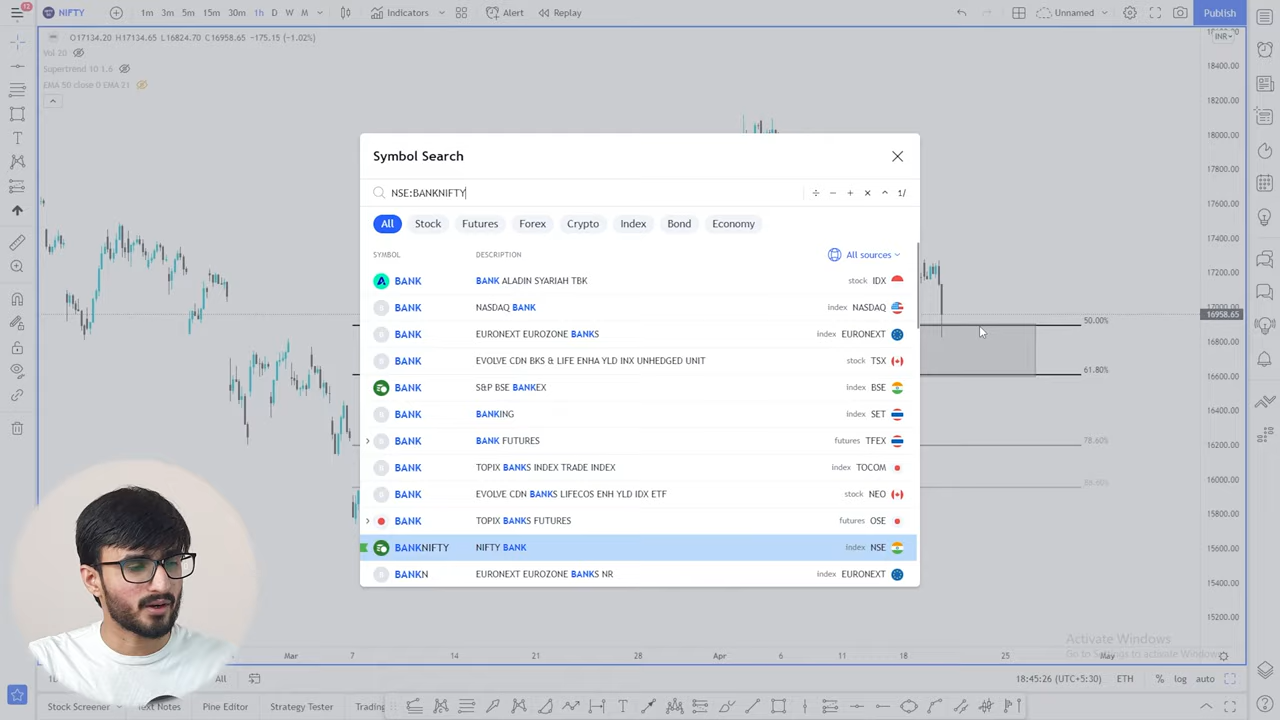 NIFTY 1m 3m 5m 15m 30m 1h D W M Indicators Alert Replay Unnamed Publish
O17134.20 H17134.65 L16824.70 C16958.65 -175.15 (-1.02%)
INR
Vol 20
Supertrend 10 1.6
EMA 50 close 0 EMA 21
18400.00
18200.00
18000.00
17800.00
17600.00
17400.00
17200.00
17000.00
16958.65
16800.00
16600.00
16400.00
16200.00
16000.00
15800.00
15600.00
15400.00
15200.00
50.00%
61.80%
78.60%
88.60%
Symbol Search
NSE:BANKNIFTY
1/
All Stock Futures Forex Crypto Index Bond Economy
SYMBOL DESCRIPTION All sources
BANK BANK ALADIN SYARIAH TBK stock IDX
BANK NASDAQ BANK index NASDAQ
BANK EURONEXT EUROZONE BANKS index EURONEXT
BANK EVOLVE CDN BKS & LIFE ENHA YLD INX UNHEDGED UNIT stock TSX
BANK S&P BSE BANKEX index BSE
BANK BANKING index SET
BANK BANK FUTURES futures TFEX
BANK TOPIX BANKS INDEX TRADE INDEX index TOCOM
BANK EVOLVE CDN BANKS LIFECOS ENH YLD IDX ETF stock NEO
BANK TOPIX BANKS FUTURES futures OSE
BANKNIFTY NIFTY BANK index NSE
BANKN EURONEXT EUROZONE BANKS NR index EURONEXT
Activate Windows
Go to Settings to activate Windows.
Mar 7 14 21 28 Apr 6 11 18 25 May
All 18:45:26 (UTC+5:30) ETH % log auto
Stock Screener Text Notes Pine Editor Strategy Tester Trading